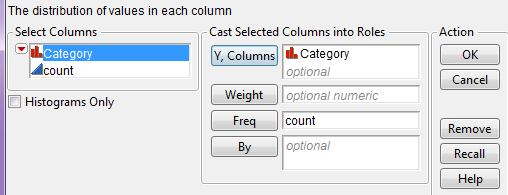 The distribution of values in each column
Select Columns
Category
count
Histograms Only
Cast Selected Columns into Roles
Y, Columns
Category
optional
Weight
optional numeric
Freq
count
By
optional
Action
OK
Cancel
Remove
Recall
Help